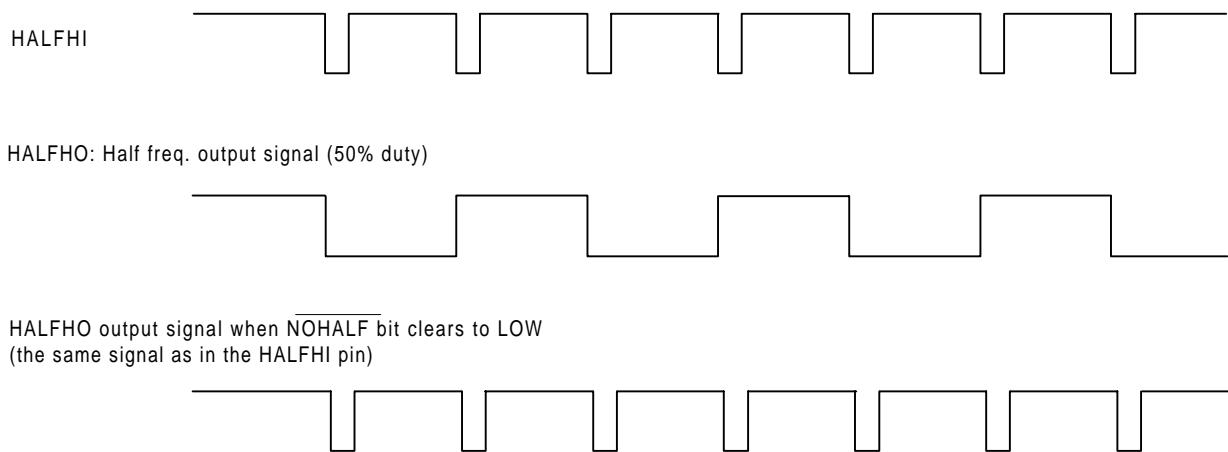 HALFHI
HALFHO: Half freq. output signal (50% duty)
HALFHO output signal when NOHALF bit clears to LOW
(the same signal as in the HALFHI pin)